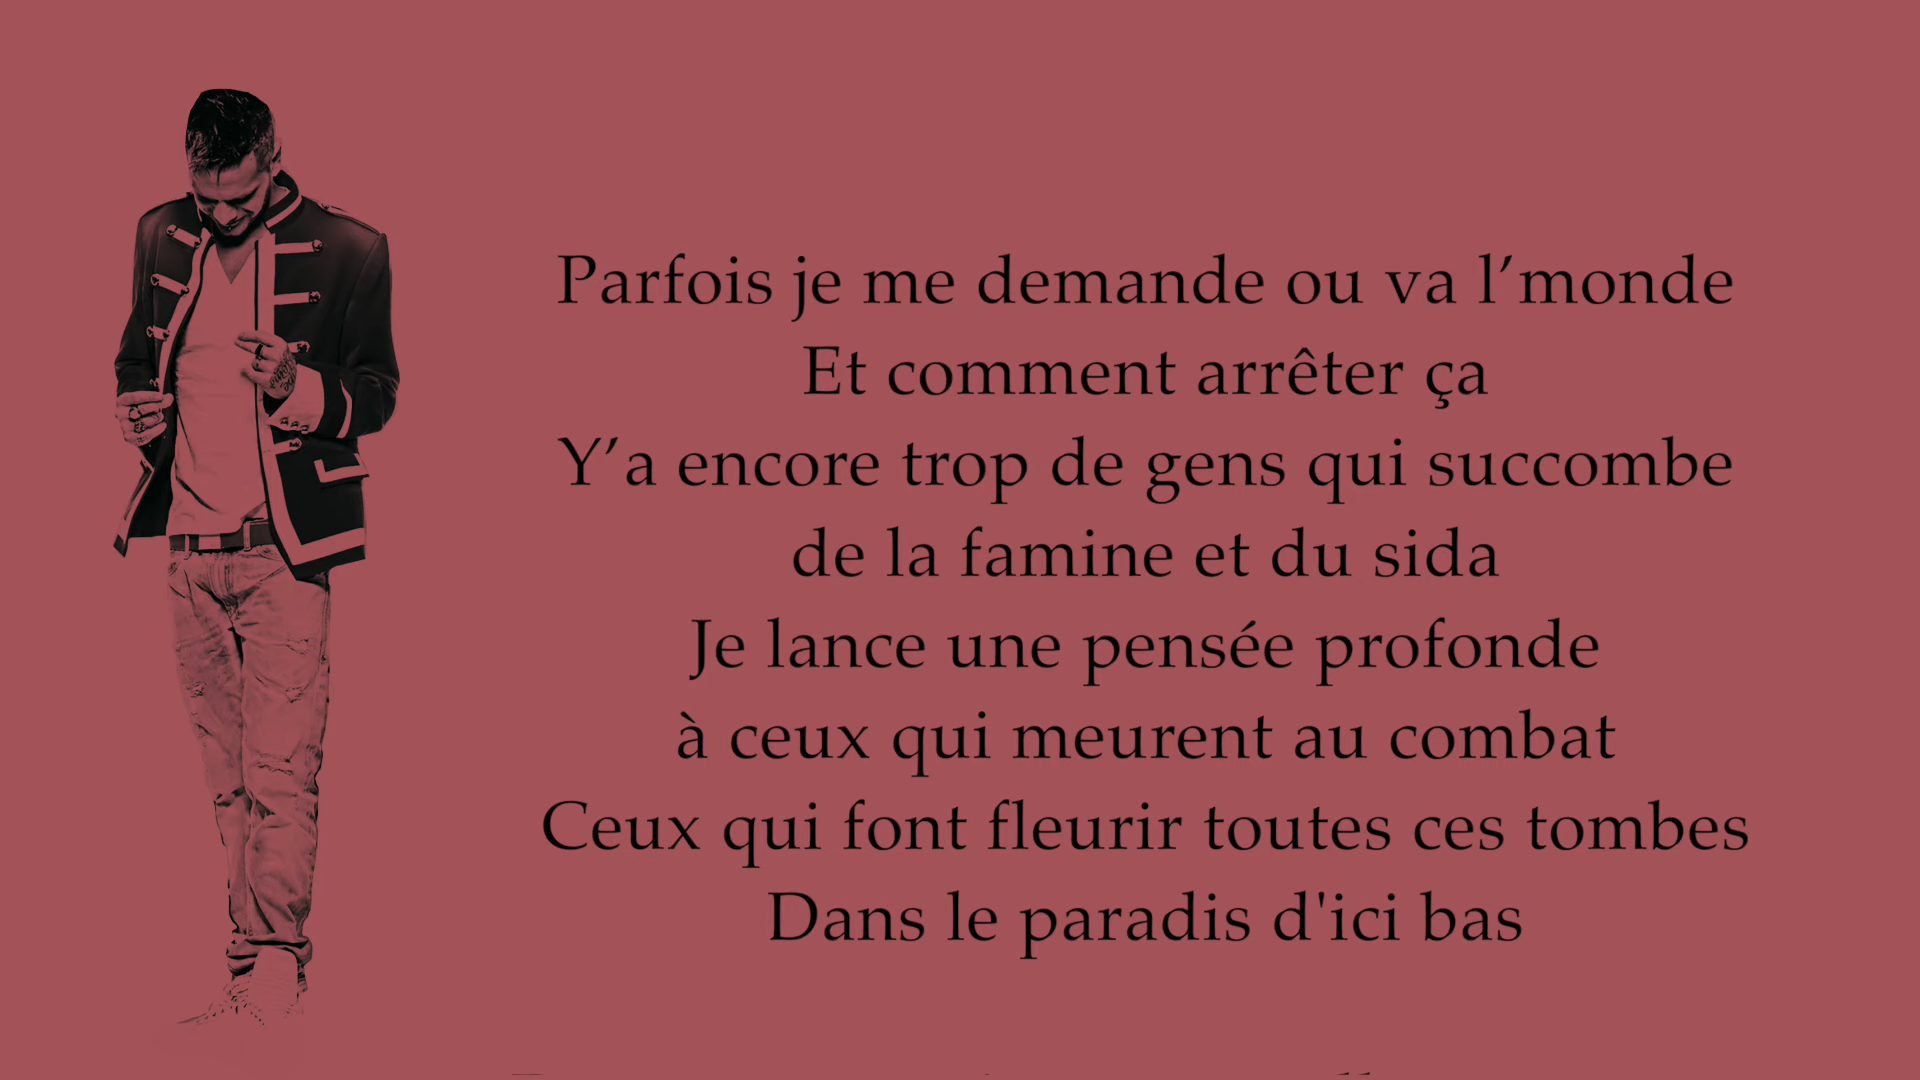 Parfois je me demande ou va l’monde
Et comment arrêter ça
Y’a encore trop de gens qui succombe
de la famine et du sida
Je lance une pensée profonde
à ceux qui meurent au combat
Ceux qui font fleurir toutes ces tombes
Dans le paradis d'ici bas